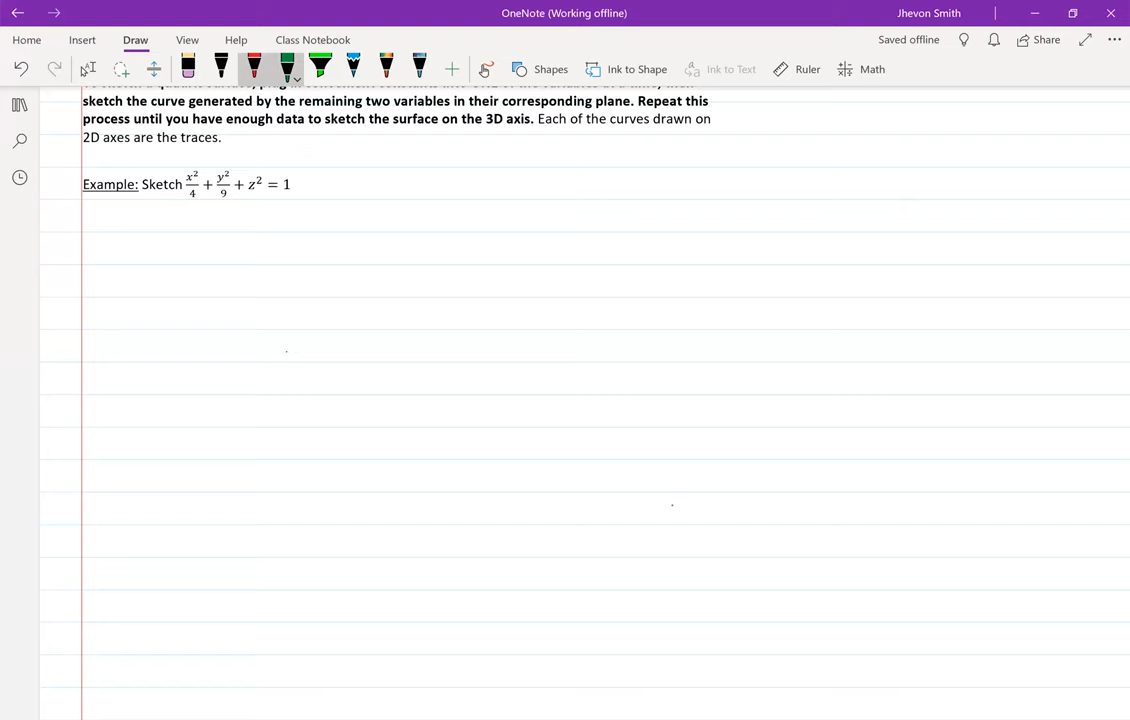 OneNote (Working offline)
Jhevon Smith
Home Insert Draw View Help Class Notebook
Saved offline Share
Shapes Ink to Shape Ink to Text Ruler Math
sketch the curve generated by the remaining two variables in their corresponding plane. Repeat this
process until you have enough data to sketch the surface on the 3D axis. Each of the curves drawn on
2D axes are the traces.
Example: Sketch x²/4 + y²/9 + z² = 1